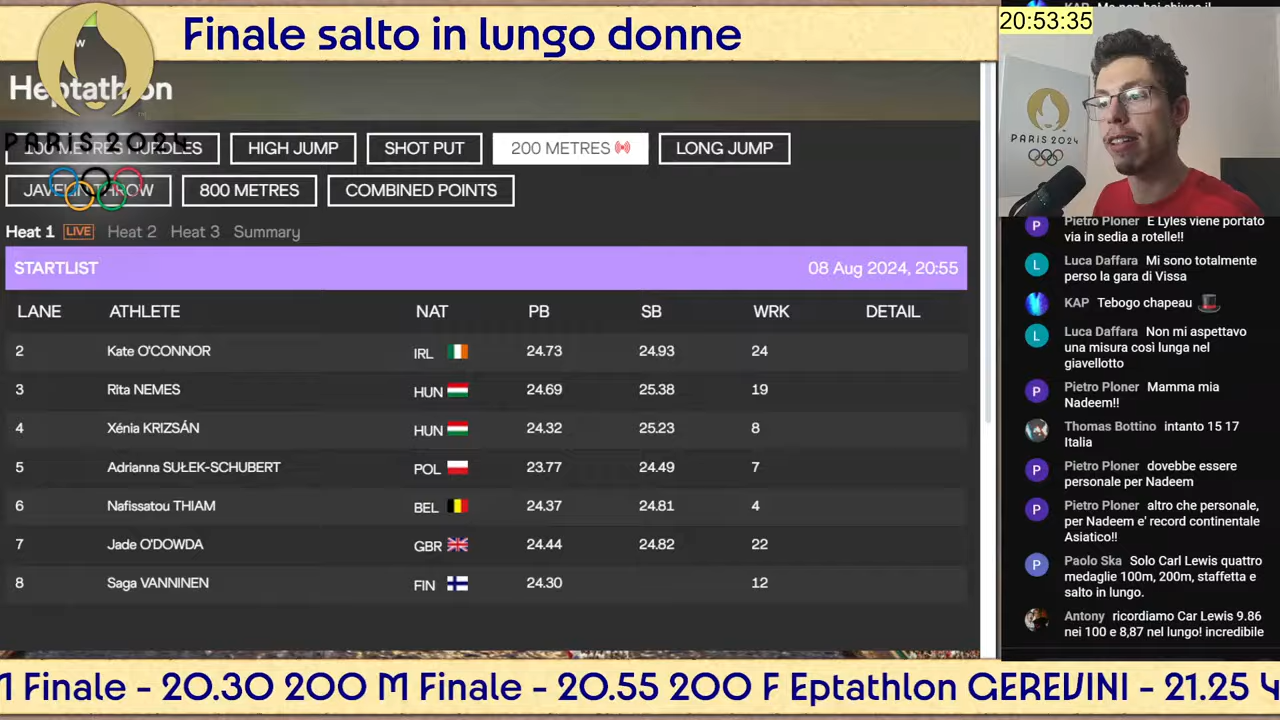 Finale salto in lungo donne
20:53:35
Heptathlon
PARIS 2024
100 METRES HURDLES HIGH JUMP SHOT PUT 200 METRES LONG JUMP
JAVELIN THROW 800 METRES COMBINED POINTS
Heat 1 LIVE Heat 2 Heat 3 Summary
STARTLIST 08 Aug 2024, 20:55
LANE ATHLETE NAT PB SB WRK DETAIL
2 Kate O'CONNOR IRL 24.73 24.93 24
3 Rita NEMES HUN 24.69 25.38 19
4 Xénia KRIZSÁN HUN 24.32 25.23 8
5 Adrianna SUŁEK-SCHUBERT POL 23.77 24.49 7
6 Nafissatou THIAM BEL 24.37 24.81 4
7 Jade O'DOWDA GBR 24.44 24.82 22
8 Saga VANNINEN FIN 24.30 12
PARIS 2024
P Pietro Ploner E Lyles viene portato
via in sedia a rotelle!!
L Luca Daffara Mi sono totalmente
perso la gara di Vissa
KAP Tebogo chapeau
L Luca Daffara Non mi aspettavo
una misura così lunga nel
giavellotto
P Pietro Ploner Mamma mia
Nadeem!!
Thomas Bottino intanto 15 17
Italia
P Pietro Ploner dovebbe essere
personale per Nadeem
P Pietro Ploner altro che personale,
per Nadeem e' record continentale
Asiatico!!
P Paolo Ska Solo Carl Lewis quattro
medaglie 100m, 200m, staffetta e
salto in lungo.
Antony ricordiamo Car Lewis 9.86
nei 100 e 8,87 nel lungo! incredibile
1 Finale - 20.30 200 M Finale - 20.55 200 F Eptathlon GEREVINI - 21.25 4